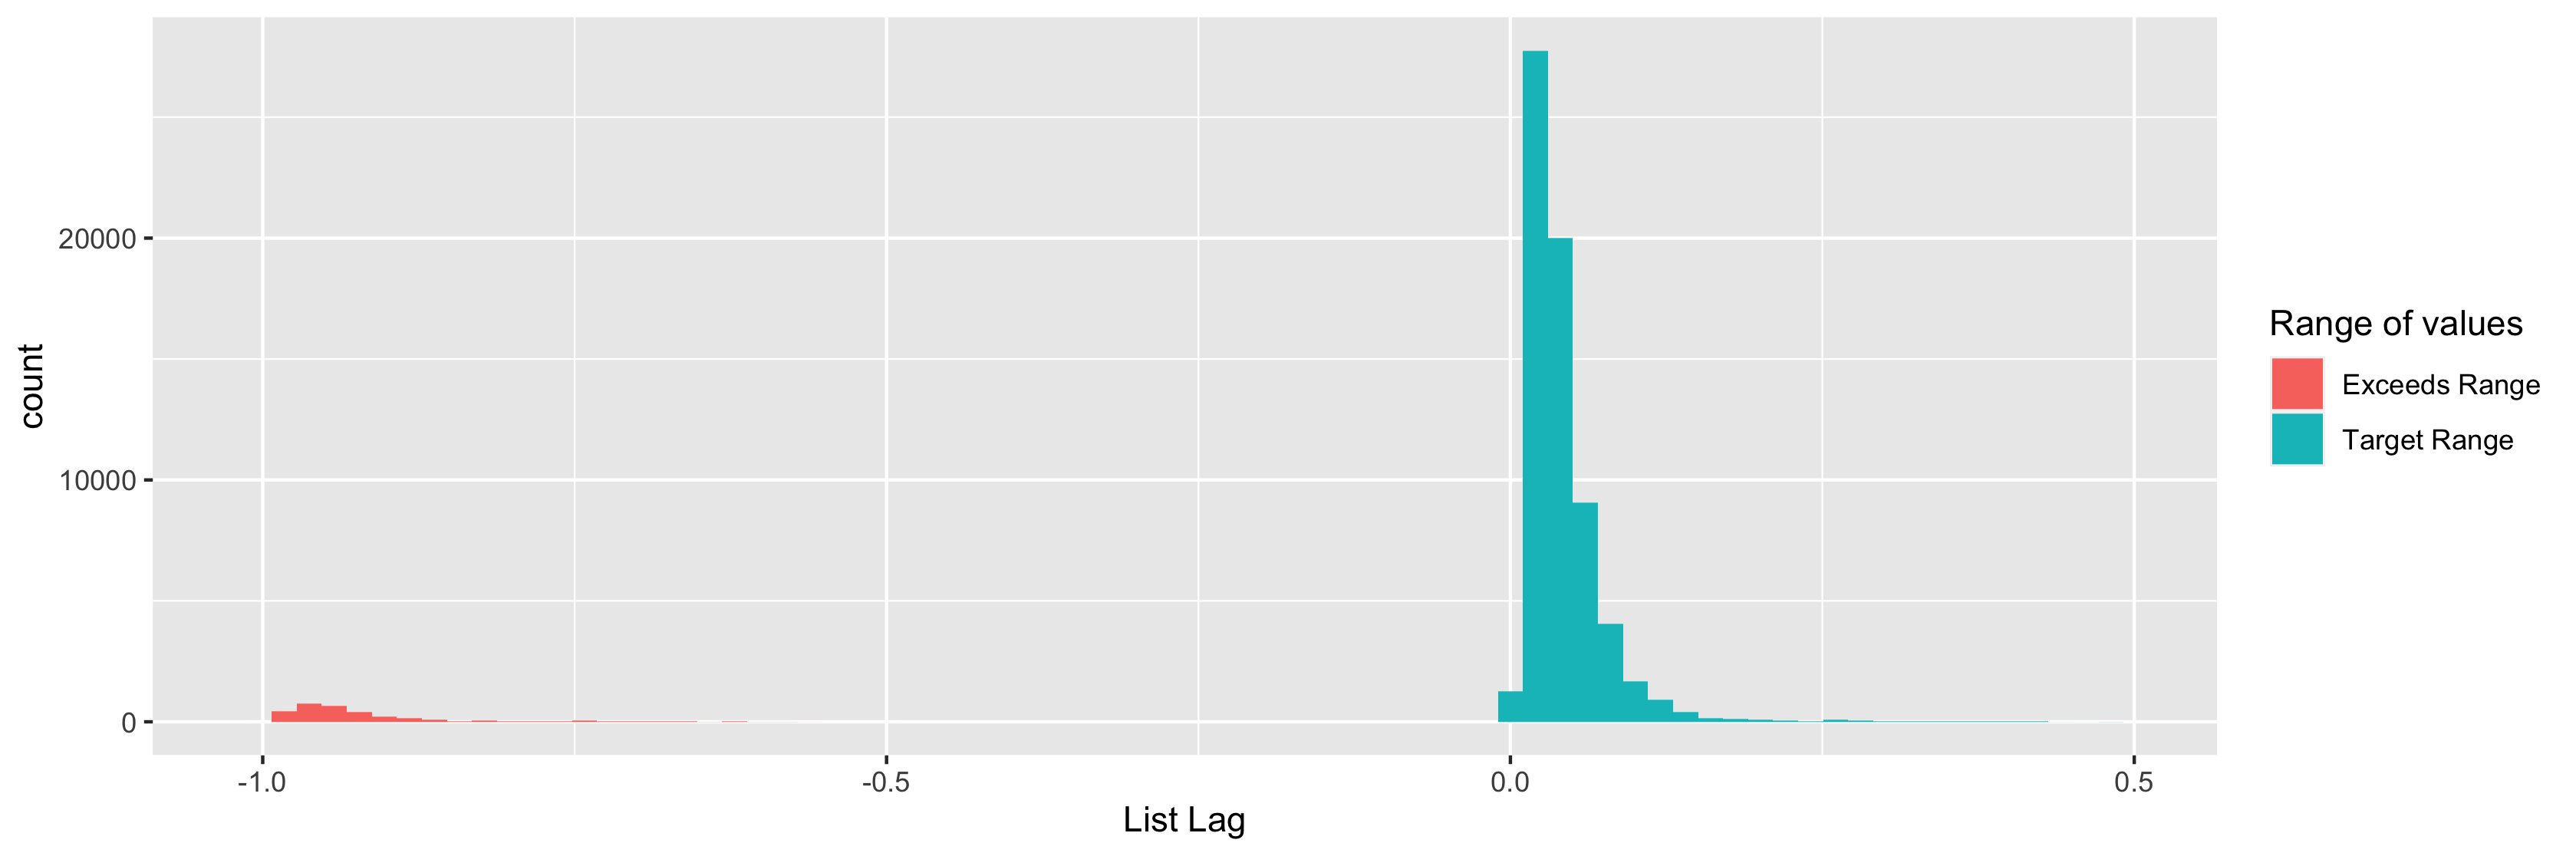 count
20000
10000
0
-1.0
-0.5
0.0
0.5
List Lag
Range of values
Exceeds Range
Target Range